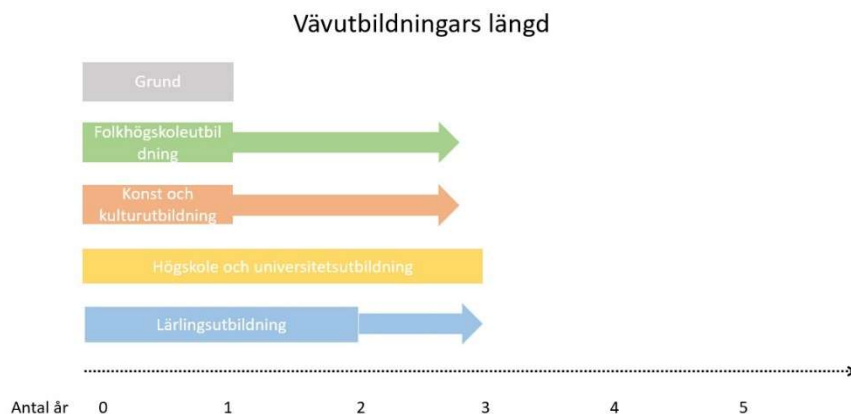 Vävutbildningars längd
Grund
Folkhögskoleutbil
dning
Konst och
kulturutbildning
Högskole och universitetsutbildning
Lärlingsutbildning
Antal år 0 1 2 3 4 5